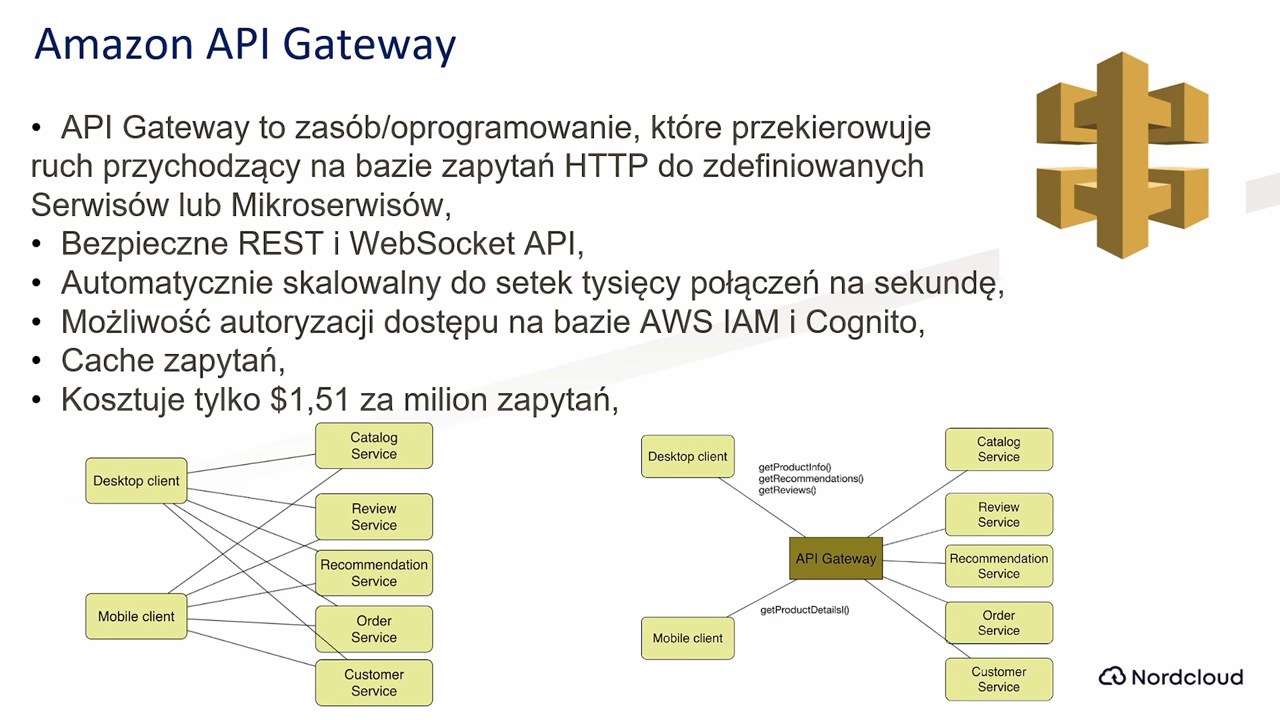 Amazon API Gateway
• API Gateway to zasób/oprogramowanie, które przekierowuje
ruch przychodzący na bazie zapytań HTTP do zdefiniowanych
Serwisów lub Mikroserwisów,
• Bezpieczne REST i WebSocket API,
• Automatycznie skalowalny do setek tysięcy połączeń na sekundę,
• Możliwość autoryzacji dostępu na bazie AWS IAM i Cognito,
• Cache zapytań,
• Kosztuje tylko $1,51 za milion zapytań,
Desktop client
Mobile client
Catalog
Service
Review
Service
Recommendation
Service
Order
Service
Customer
Service
Desktop client
getProductInfo()
getRecommendations()
getReviews()
API Gateway
getProductDetailsl()
Mobile client
Catalog
Service
Review
Service
Recommendation
Service
Order
Service
Customer
Service
Nordcloud